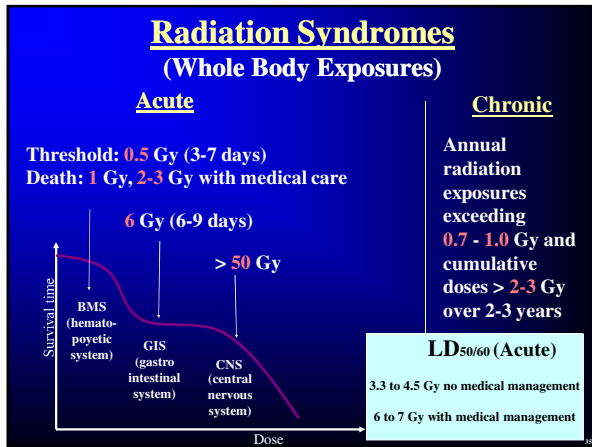 Radiation Syndromes
(Whole Body Exposures)
Acute
Threshold: 0.5 Gy (3-7 days)
Death: 1 Gy, 2-3 Gy with medical care
6 Gy (6-9 days)
> 50 Gy
Survival time
BMS
(hemato-
poyetic
system)
GIS
(gastro
intestinal
system)
CNS
(central
nervous
system)
Dose
Chronic
Annual
radiation
exposures
exceeding
0.7 - 1.0 Gy and
cumulative
doses > 2-3 Gy
over 2-3 years
LD50/60 (Acute)
3.3 to 4.5 Gy no medical management
6 to 7 Gy with medical management
35